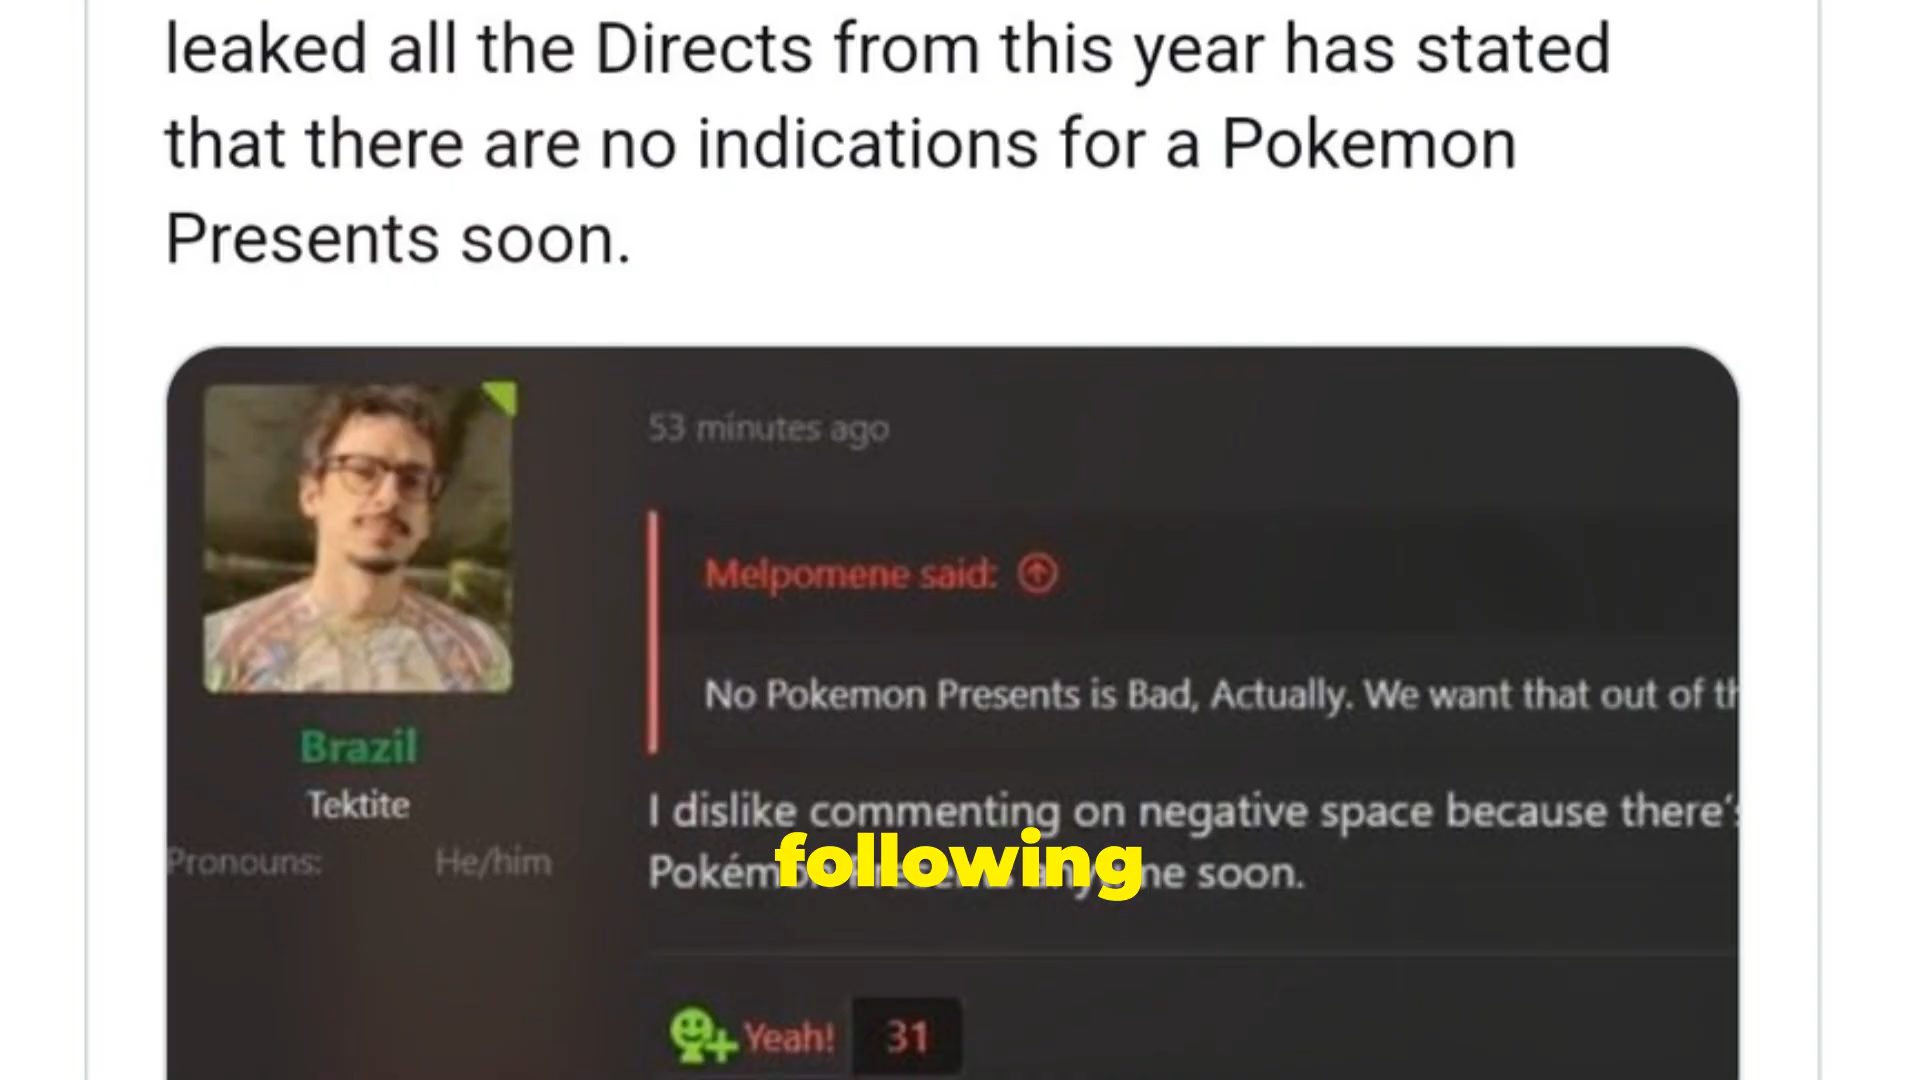 leaked all the Directs from this year has stated
that there are no indications for a Pokemon
Presents soon.
53 minutes ago
Melpomene said:
No Pokemon Presents is Bad, Actually. We want that out of th
Brazil
Tektite
Pronouns: He/him
I dislike commenting on negative space because there's
soon.
following
Yeah! 31